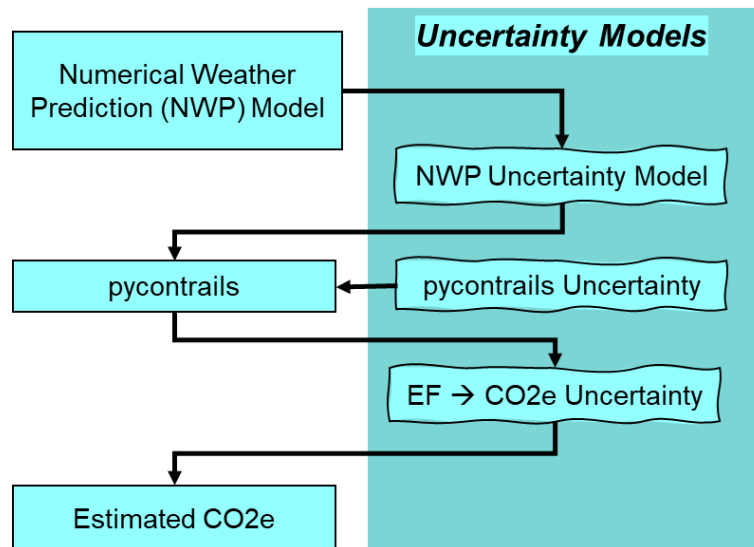 Uncertainty Models
Numerical Weather
Prediction (NWP) Model
NWP Uncertainty Model
pycontrails
pycontrails Uncertainty
EF → CO2e Uncertainty
Estimated CO2e